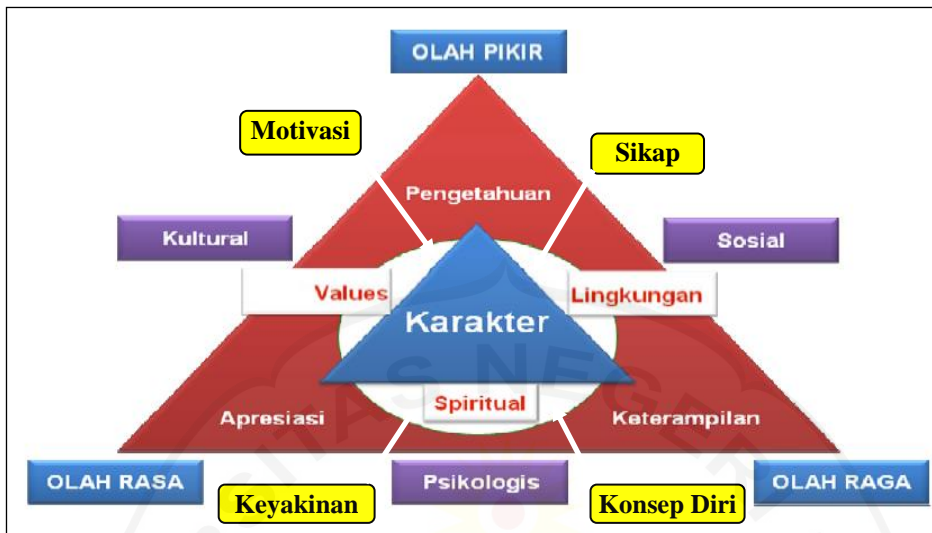 OLAH PIKIR
Motivasi
Sikap
Pengetahuan
Kultural
Sosial
Values
Lingkungan
Karakter
Spiritual
Apresiasi
Keterampilan
OLAH RASA
Psikologis
OLAH RAGA
Keyakinan
Konsep Diri